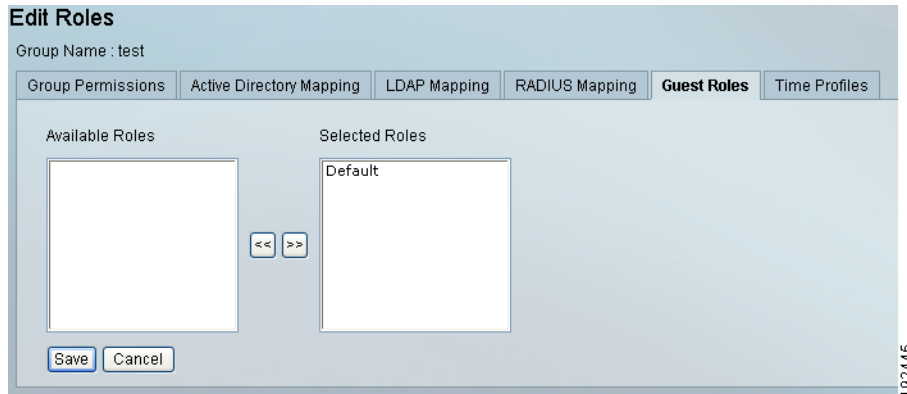 Edit Roles
Group Name : test
Group Permissions Active Directory Mapping LDAP Mapping RADIUS Mapping Guest Roles Time Profiles
Available Roles Selected Roles
Default
<< >>
Save Cancel
192445